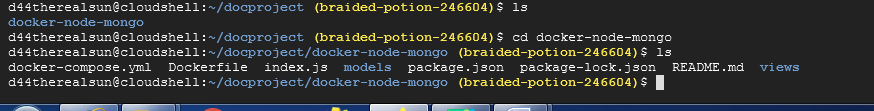 d44therealsun@cloudshell:~/docproject (braided-potion-246604)$ ls
docker-node-mongo
d44therealsun@cloudshell:~/docproject (braided-potion-246604)$ cd docker-node-mongo
d44therealsun@cloudshell:~/docproject/docker-node-mongo (braided-potion-246604)$ ls
docker-compose.yml  Dockerfile  index.js  models  package.json  package-lock.json  README.md  views
d44therealsun@cloudshell:~/docproject/docker-node-mongo (braided-potion-246604)$